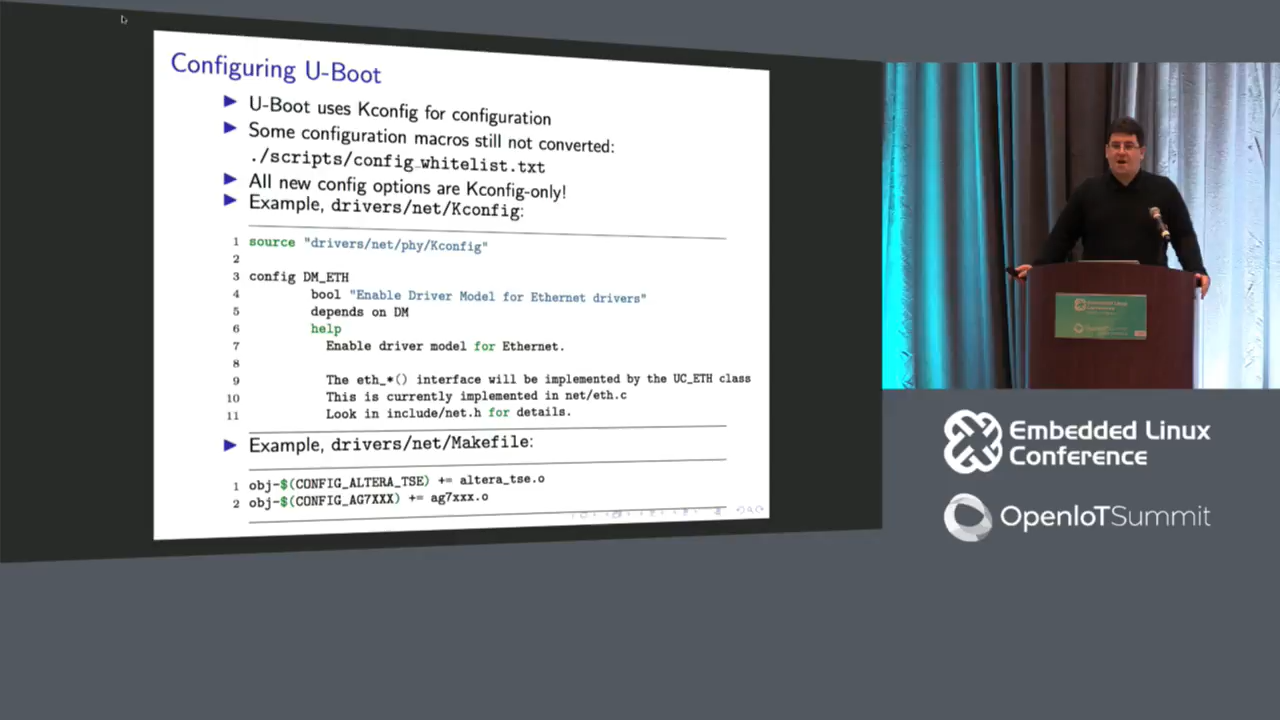 Configuring U-Boot
▶ U-Boot uses Kconfig for configuration
▶ Some configuration macros still not converted:
./scripts/config_whitelist.txt
▶ All new config options are Kconfig-only!
▶ Example, drivers/net/Kconfig:
1 source "drivers/net/phy/Kconfig"
2
3 config DM_ETH
4 bool "Enable Driver Model for Ethernet drivers"
5 depends on DM
6 help
7 Enable driver model for Ethernet.
8
9 The eth_*() interface will be implemented by the UC_ETH class
10 This is currently implemented in net/eth.c
11 Look in include/net.h for details.
▶ Example, drivers/net/Makefile:
1 obj-$(CONFIG_ALTERA_TSE) += altera_tse.o
2 obj-$(CONFIG_AG7XXX) += ag7xxx.o
Embedded Linux
Conference
OpenIoTSummit
Embedded Linux
Conference
OpenIoTSummit